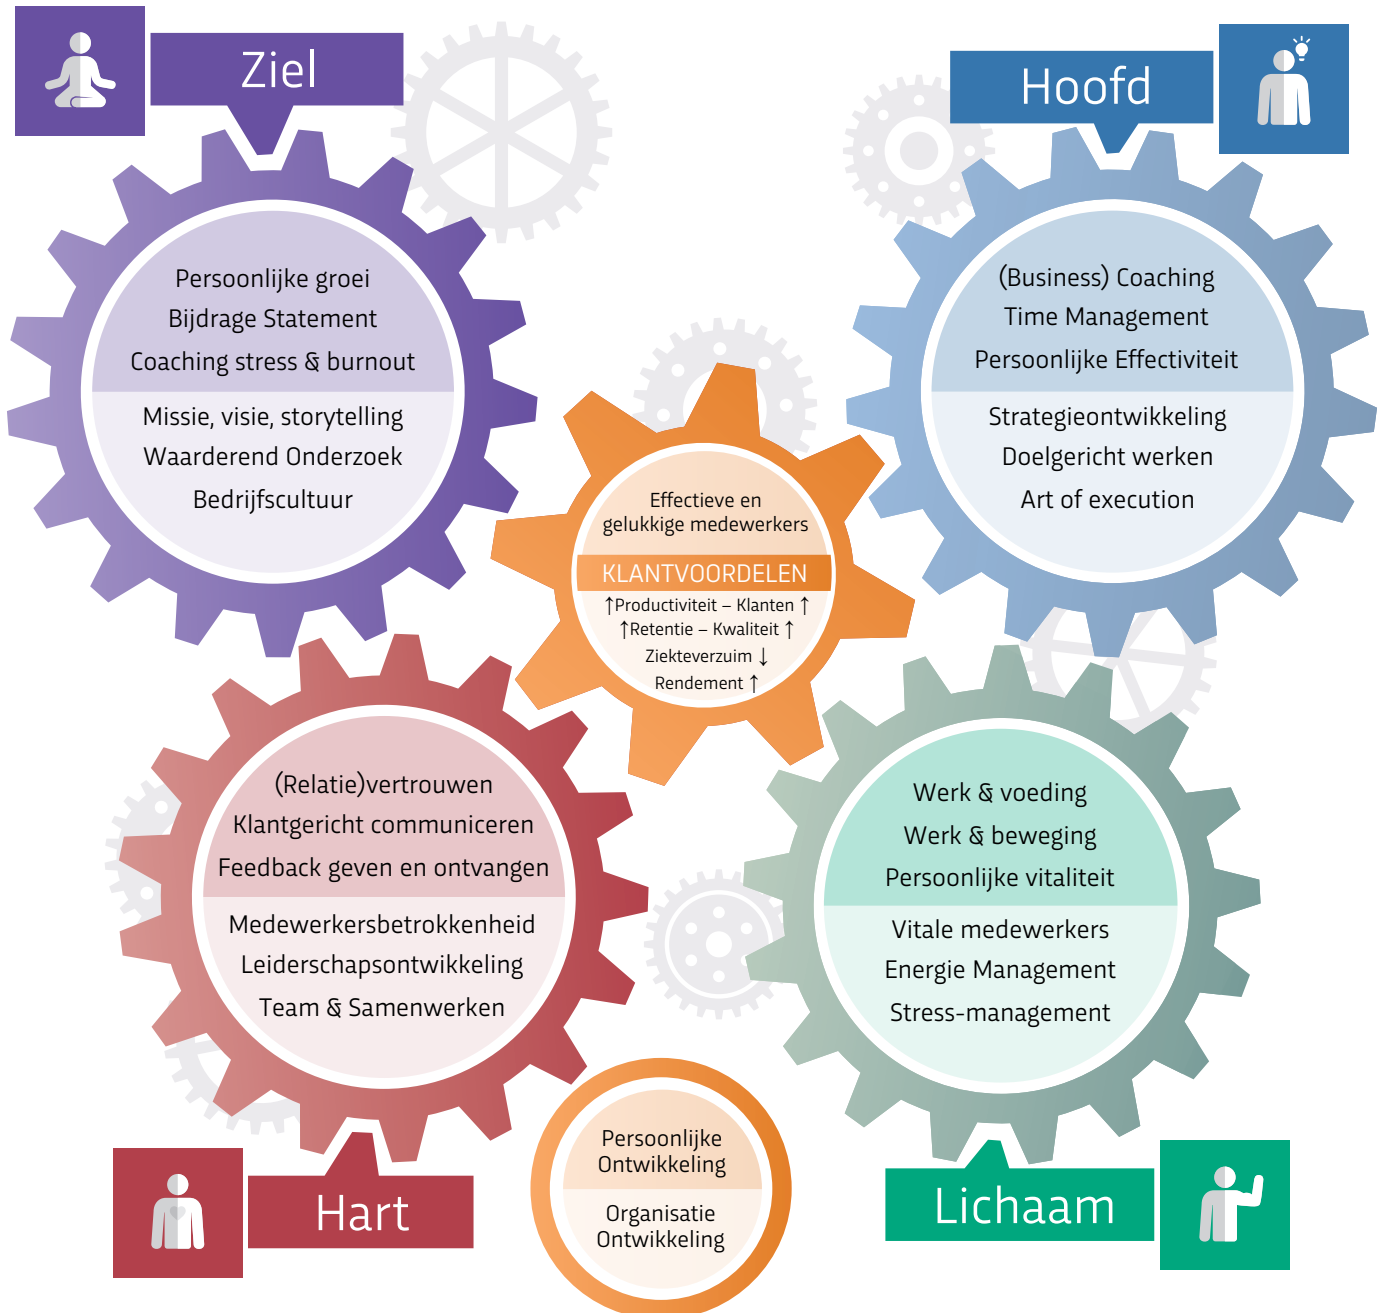 Ziel
Persoonlijke groei
Bijdrage Statement
Coaching stress & burnout
Missie, visie, storytelling
Waarderend Onderzoek
Bedrijfscultuur
Hoofd
(Business) Coaching
Time Management
Persoonlijke Effectiviteit
Strategieontwikkeling
Doelgericht werken
Art of execution
Effectieve en
gelukkige medewerkers
KLANTVOORDELEN
↑Productiviteit – Klanten ↑
↑Retentie – Kwaliteit ↑
Ziekteverzuim ↓
Rendement ↑
(Relatie)vertrouwen
Klantgericht communiceren
Feedback geven en ontvangen
Medewerkersbetrokkenheid
Leiderschapsontwikkeling
Team & Samenwerken
Hart
Werk & voeding
Werk & beweging
Persoonlijke vitaliteit
Vitale medewerkers
Energie Management
Stress-management
Lichaam
Persoonlijke
Ontwikkeling
Organisatie
Ontwikkeling